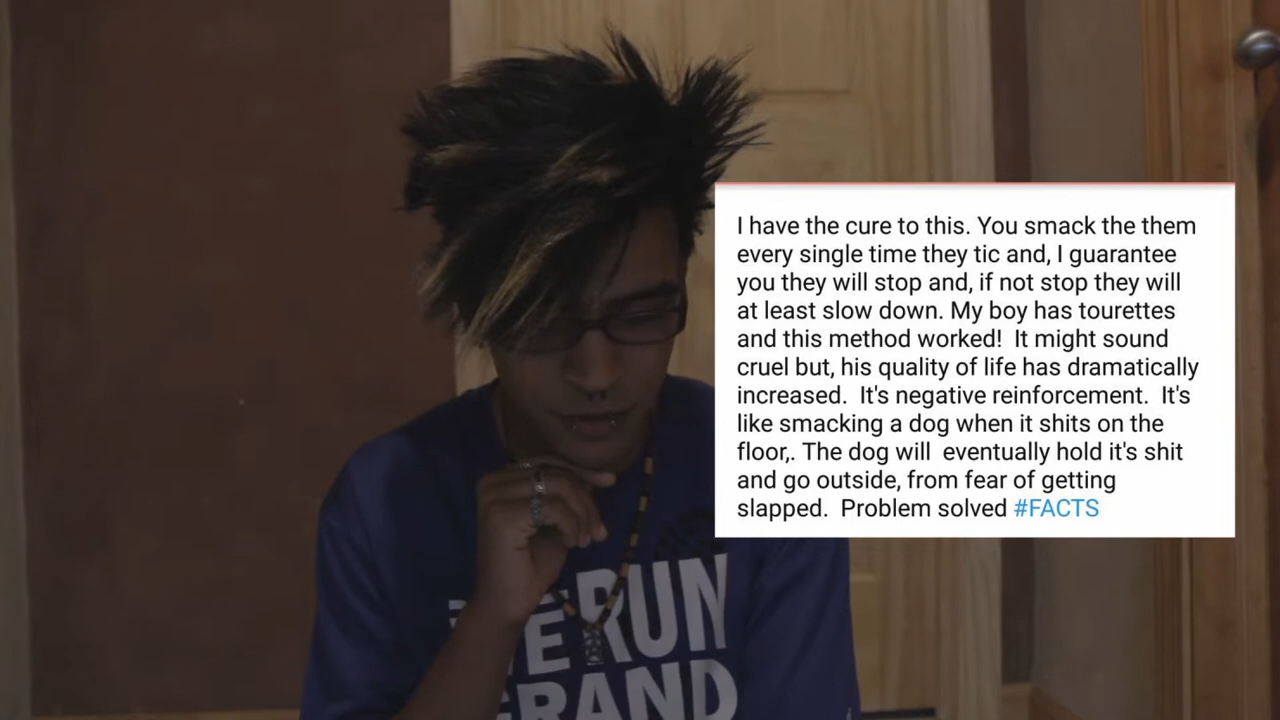 I have the cure to this. You smack the them
every single time they tic and, I guarantee
you they will stop and, if not stop they will
at least slow down. My boy has tourettes
and this method worked!  It might sound
cruel but, his quality of life has dramatically
increased.  It's negative reinforcement.  It's
like smacking a dog when it shits on the
floor,. The dog will  eventually hold it's shit
and go outside, from fear of getting
slapped.  Problem solved #FACTS
RUN
GRAND